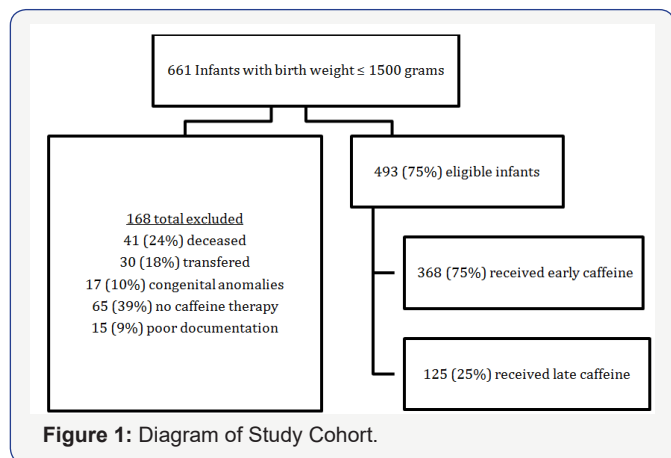 661 Infants with birth weight ≤ 1500 grams
168 total excluded
41 (24%) deceased
30 (18%) transfered
17 (10%) congenital anomalies
65 (39%) no caffeine therapy
15 (9%) poor documentation
493 (75%) eligible infants
368 (75%) received early caffeine
125 (25%) received late caffeine
Figure 1: Diagram of Study Cohort.